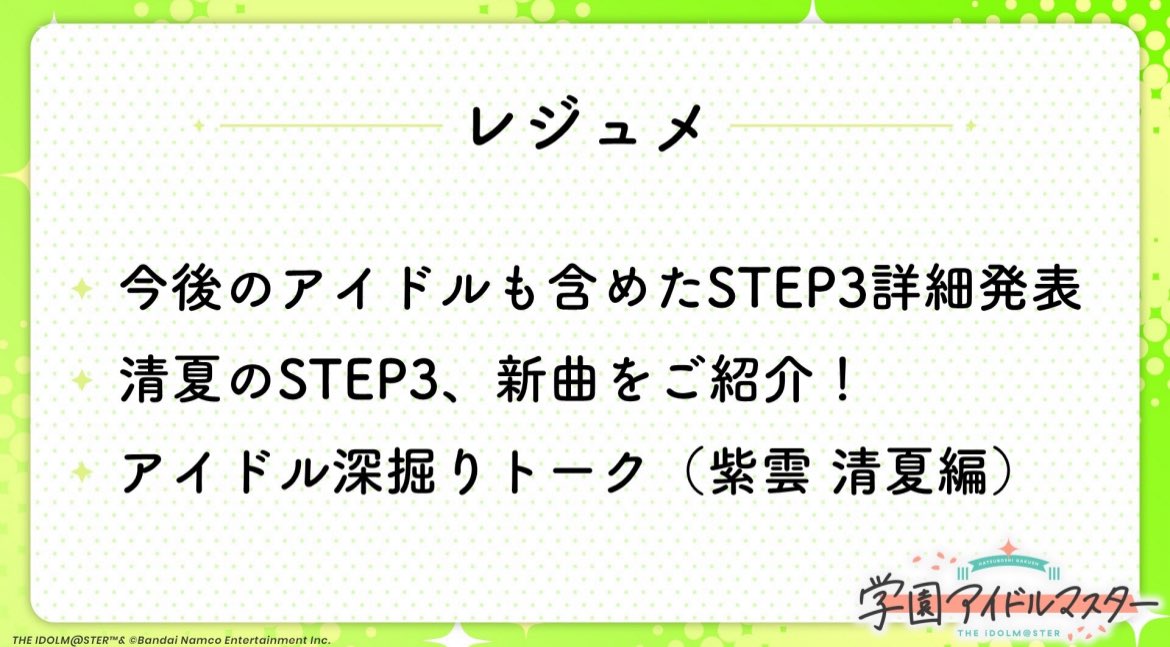 レジュメ
今後のアイドルも含めたSTEP3詳細発表
清夏のSTEP3、新曲をご紹介！
アイドル深掘りトーク（紫雲 清夏編）
HATSUBOSHI GAKUEN
学園アイドルマスター
THE IDOLM@STER
THE IDOLM@STER™& ©Bandai Namco Entertainment Inc.